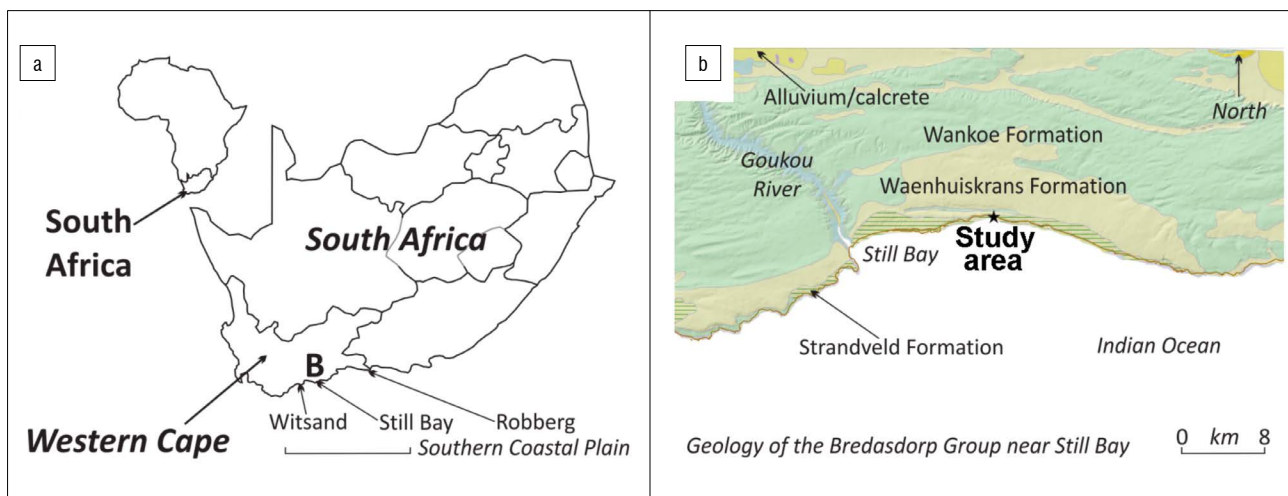 a
South
Africa
South Africa
B
Western Cape
Witsand
Still Bay
Robberg
Southern Coastal Plain
b
Alluvium/calcrete
North
Wankoe Formation
Goukou
River
Waenhuiskrans Formation
Still Bay
Study
area
Strandveld Formation
Indian Ocean
Geology of the Bredasdorp Group near Still Bay
0 km 8